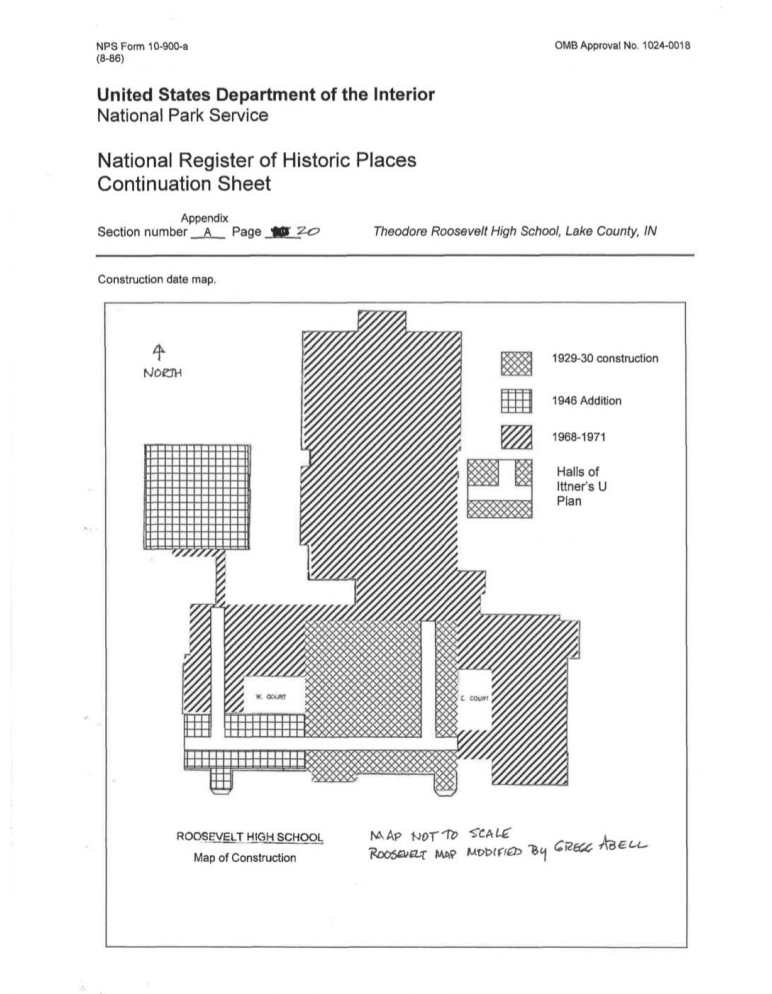 NPS Form 10-900-a
OMB Approval No. 1024-0018
(8-86)
United States Department of the Interior
National Park Service
National Register of Historic Places
Continuation Sheet
Appendix
Section number A Page 20
Theodore Roosevelt High School, Lake County, IN
Construction date map.
NORTH
1929-30 construction
1946 Addition
1968-1971
Halls of
Ittner's U
Plan
W. COURT
E. COURT
ROOSEVELT HIGH SCHOOL
Map of Construction
MAP NOT TO SCALE
ROOSEVELT MAP MODIFIED By GREGG ABELL